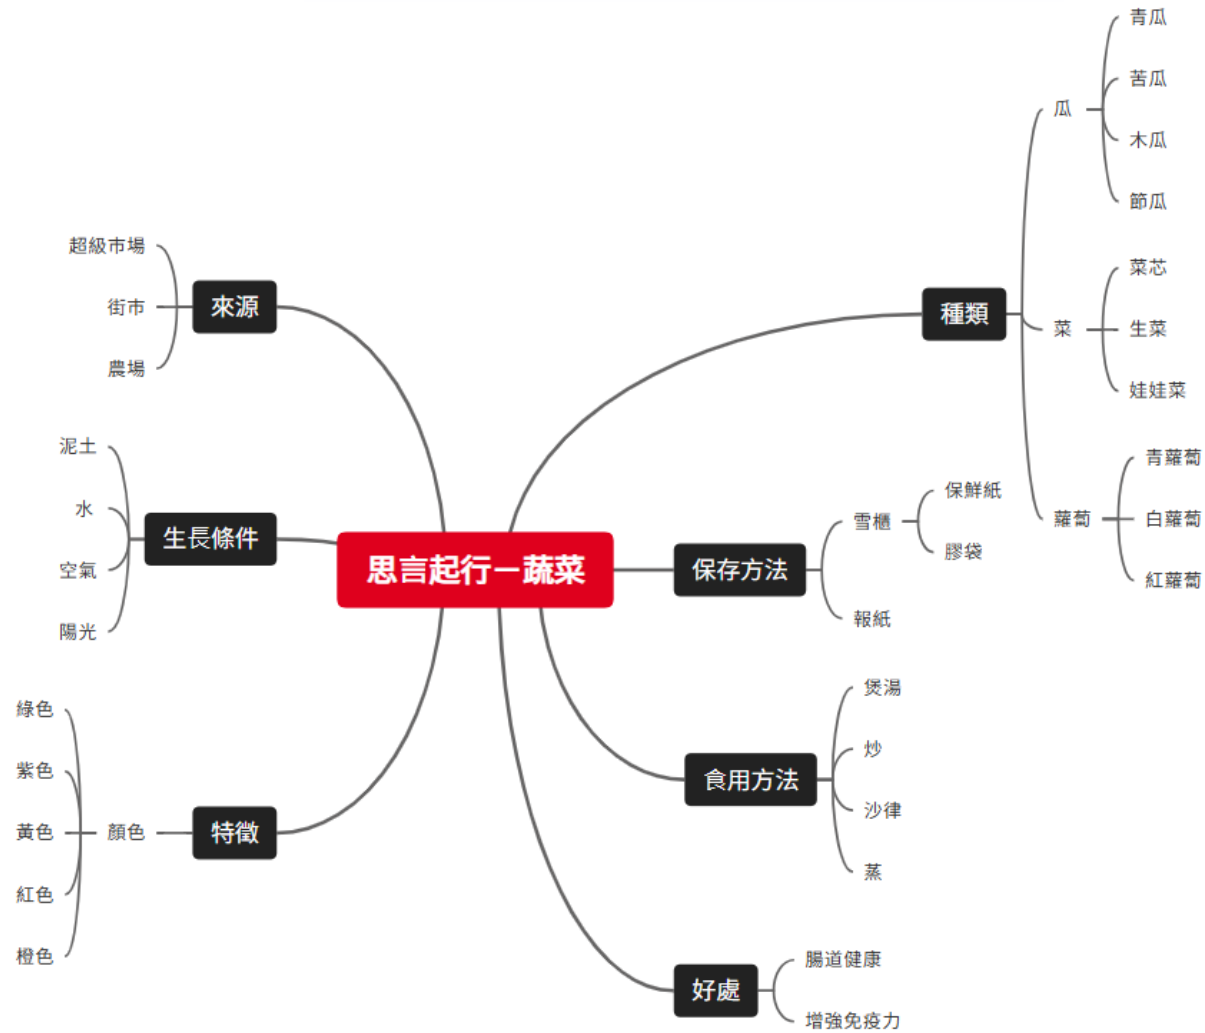 思言起行－蔬菜
種類
瓜
青瓜
苦瓜
木瓜
節瓜
菜
菜芯
生菜
娃娃菜
蘿蔔
青蘿蔔
白蘿蔔
紅蘿蔔
保存方法
雪櫃
保鮮紙
膠袋
報紙
食用方法
煲湯
炒
沙律
蒸
好處
腸道健康
增強免疫力
來源
超級市場
街市
農場
生長條件
泥土
水
空氣
陽光
特徵
顏色
綠色
紫色
黃色
紅色
橙色